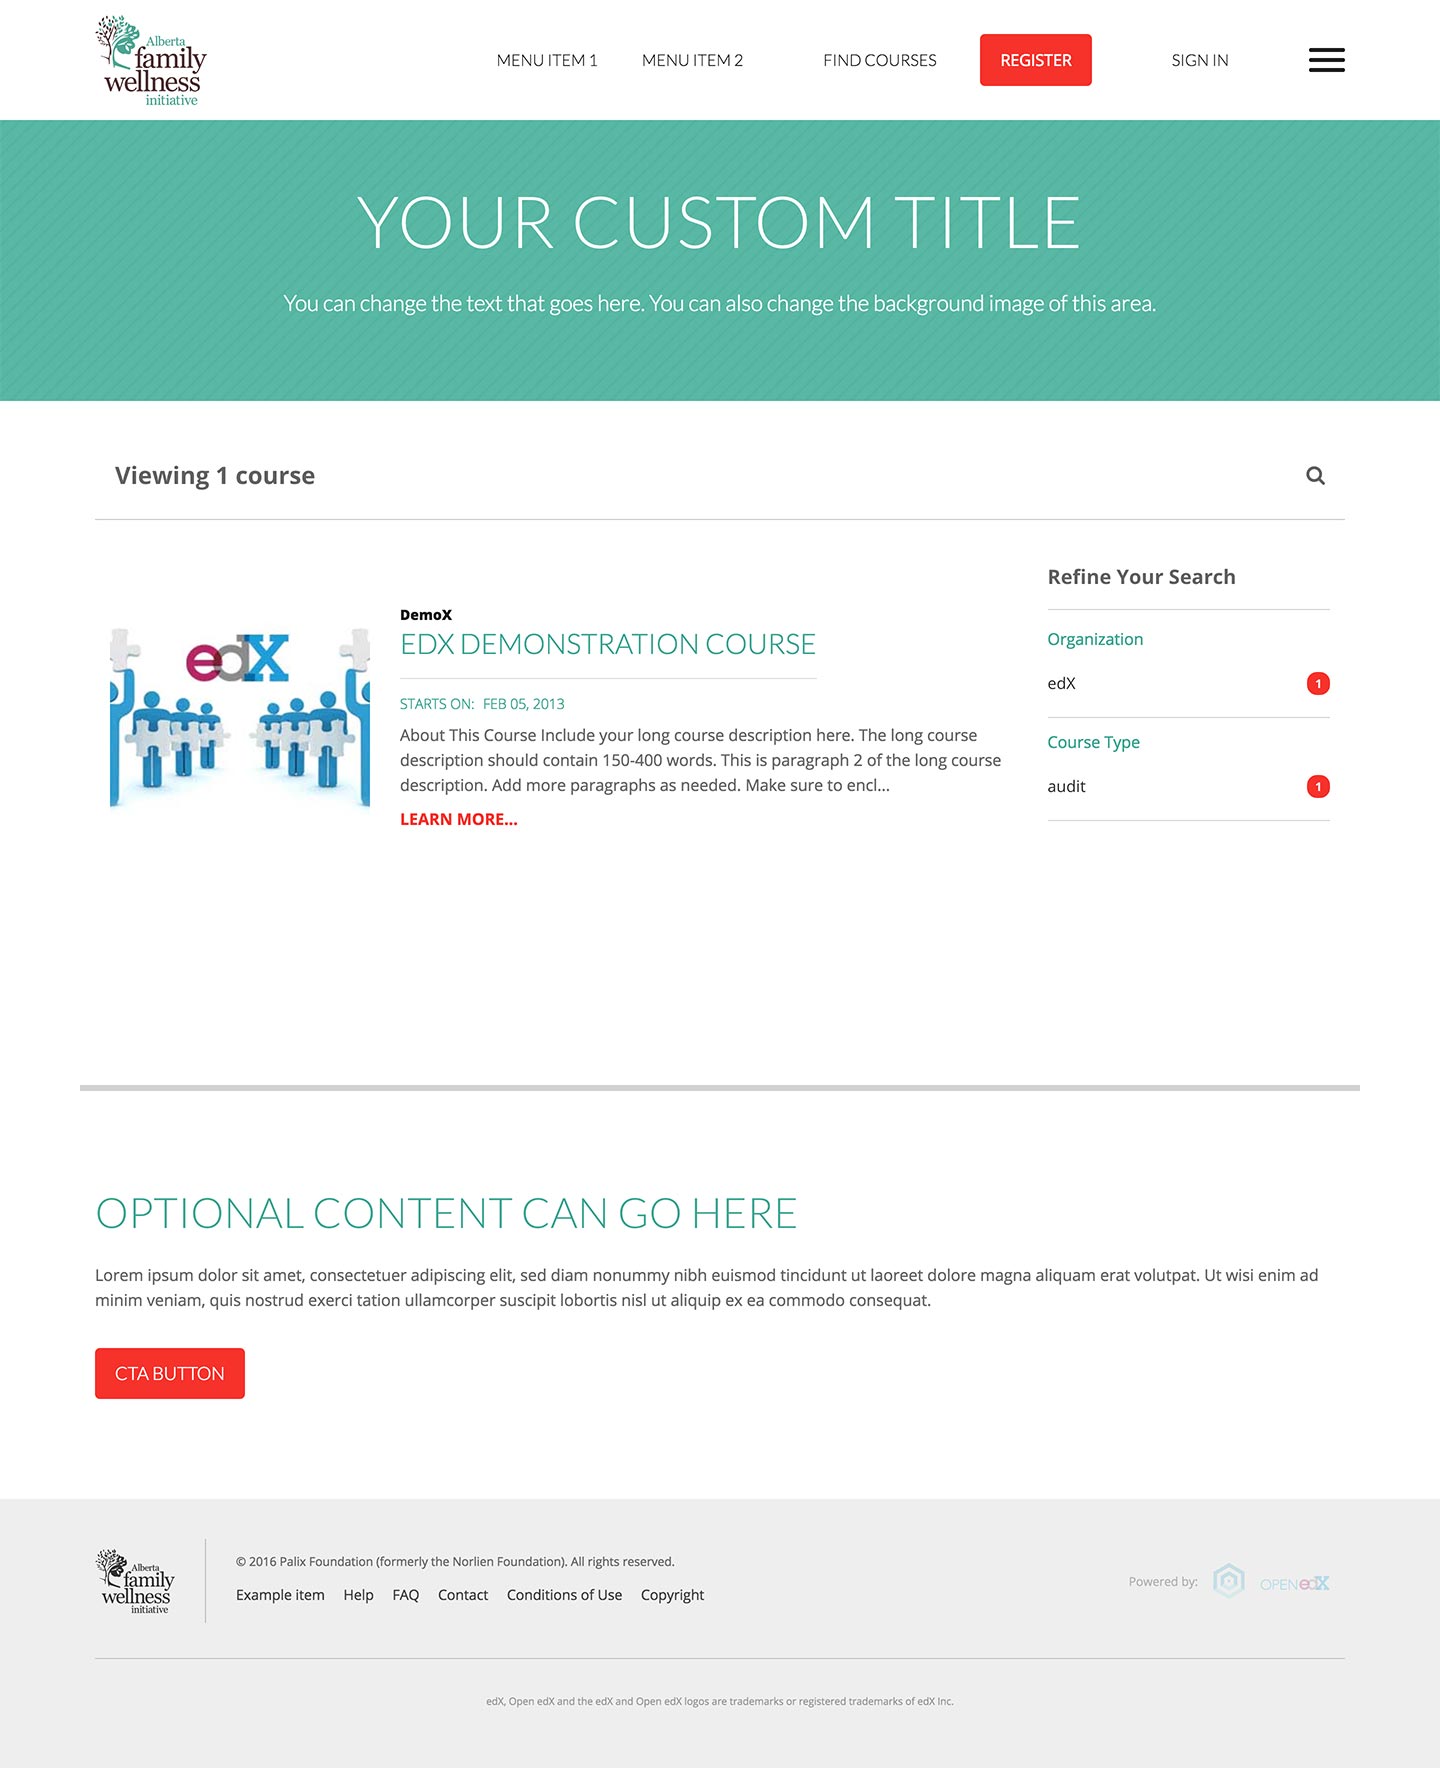 Alberta
family
wellness
initiative
MENU ITEM 1 MENU ITEM 2 FIND COURSES REGISTER SIGN IN
YOUR CUSTOM TITLE
You can change the text that goes here. You can also change the background image of this area.
Viewing 1 course
Refine Your Search
Organization
edX 1
Course Type
audit 1
edX
DemoX
EDX DEMONSTRATION COURSE
STARTS ON: FEB 05, 2013
About This Course Include your long course description here. The long course
description should contain 150-400 words. This is paragraph 2 of the long course
description. Add more paragraphs as needed. Make sure to encl...
LEARN MORE...
OPTIONAL CONTENT CAN GO HERE
Lorem ipsum dolor sit amet, consectetuer adipiscing elit, sed diam nonummy nibh euismod tincidunt ut laoreet dolore magna aliquam erat volutpat. Ut wisi enim ad
minim veniam, quis nostrud exerci tation ullamcorper suscipit lobortis nisl ut aliquip ex ea commodo consequat.
CTA BUTTON
Alberta
family
wellness
initiative
© 2016 Palix Foundation (formerly the Norlien Foundation). All rights reserved.
Example item Help FAQ Contact Conditions of Use Copyright
Powered by: OPEN edX
edX, Open edX and the edX and Open edX logos are trademarks or registered trademarks of edX Inc.